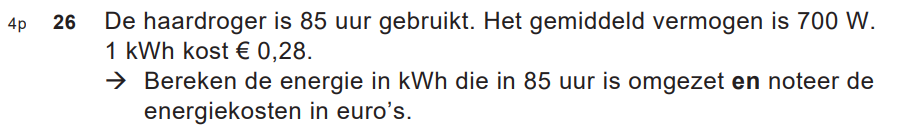 4p 26 De haardroger is 85 uur gebruikt. Het gemiddeld vermogen is 700 W.
1 kWh kost € 0,28.
→ Bereken de energie in kWh die in 85 uur is omgezet en noteer de
energiekosten in euro’s.